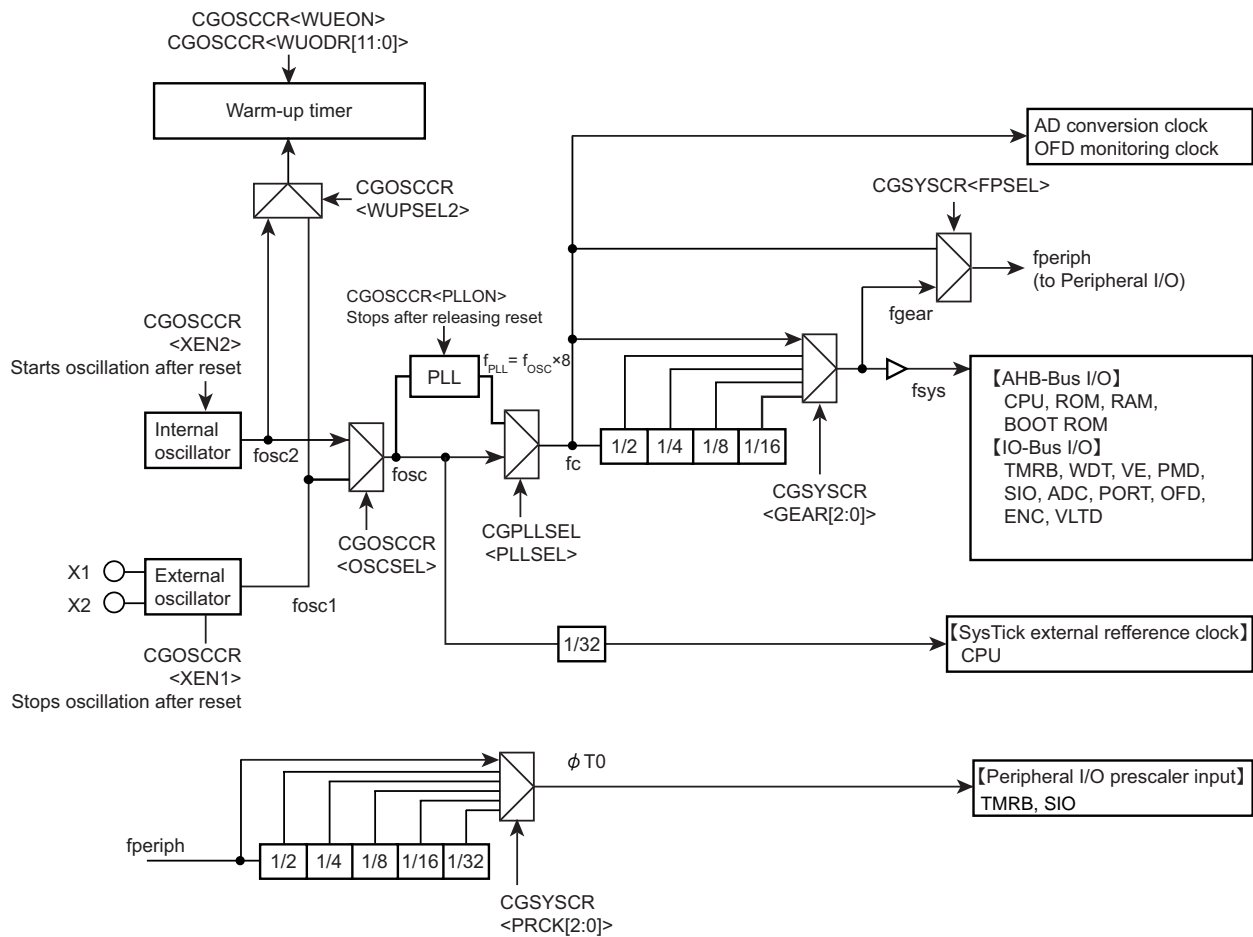 CGOSCCR<WUEON>
CGOSCCR<WUODR[11:0]>
Warm-up timer
CGOSCCR
<WUPSEL2>
AD conversion clock
OFD monitoring clock
CGSYSCR<FPSEL>
fperiph
(to Peripheral I/O)
CGOSCCR<PLLON>
Stops after releasing reset
CGOSCCR
<XEN2>
Starts oscillation after reset
PLL
fPLL = fOSC×8
fgear
fsys
Internal
oscillator
fosc2
fosc
fc
1/2
1/4
1/8
1/16
【AHB-Bus I/O】
CPU, ROM, RAM,
BOOT ROM
【IO-Bus I/O】
TMRB, WDT, VE, PMD,
SIO, ADC, PORT, OFD,
ENC, VLTD
CGOSCCR
<OSCSEL>
CGPLLSEL
<PLLSEL>
CGSYSCR
<GEAR[2:0]>
X1
X2
External
oscillator
fosc1
CGOSCCR
<XEN1>
Stops oscillation after reset
1/32
【SysTick external refference clock】
CPU
ϕT0
【Peripheral I/O prescaler input】
TMRB, SIO
fperiph
1/2
1/4
1/8
1/16
1/32
CGSYSCR
<PRCK[2:0]>